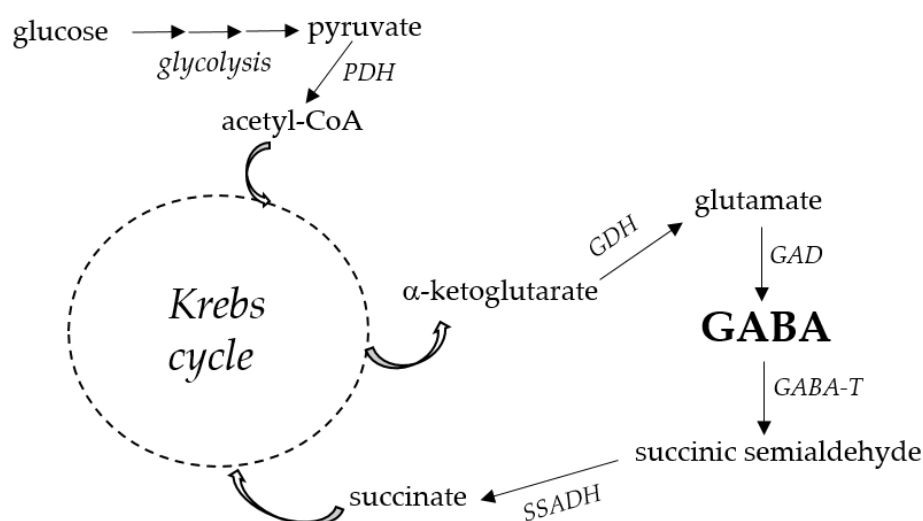 glucose
pyruvate
glycolysis
PDH
acetyl-CoA
glutamate
GDH
GAD
α-ketoglutarate
Krebs
cycle
GABA
GABA-T
succinic semialdehyde
SSADH
succinate